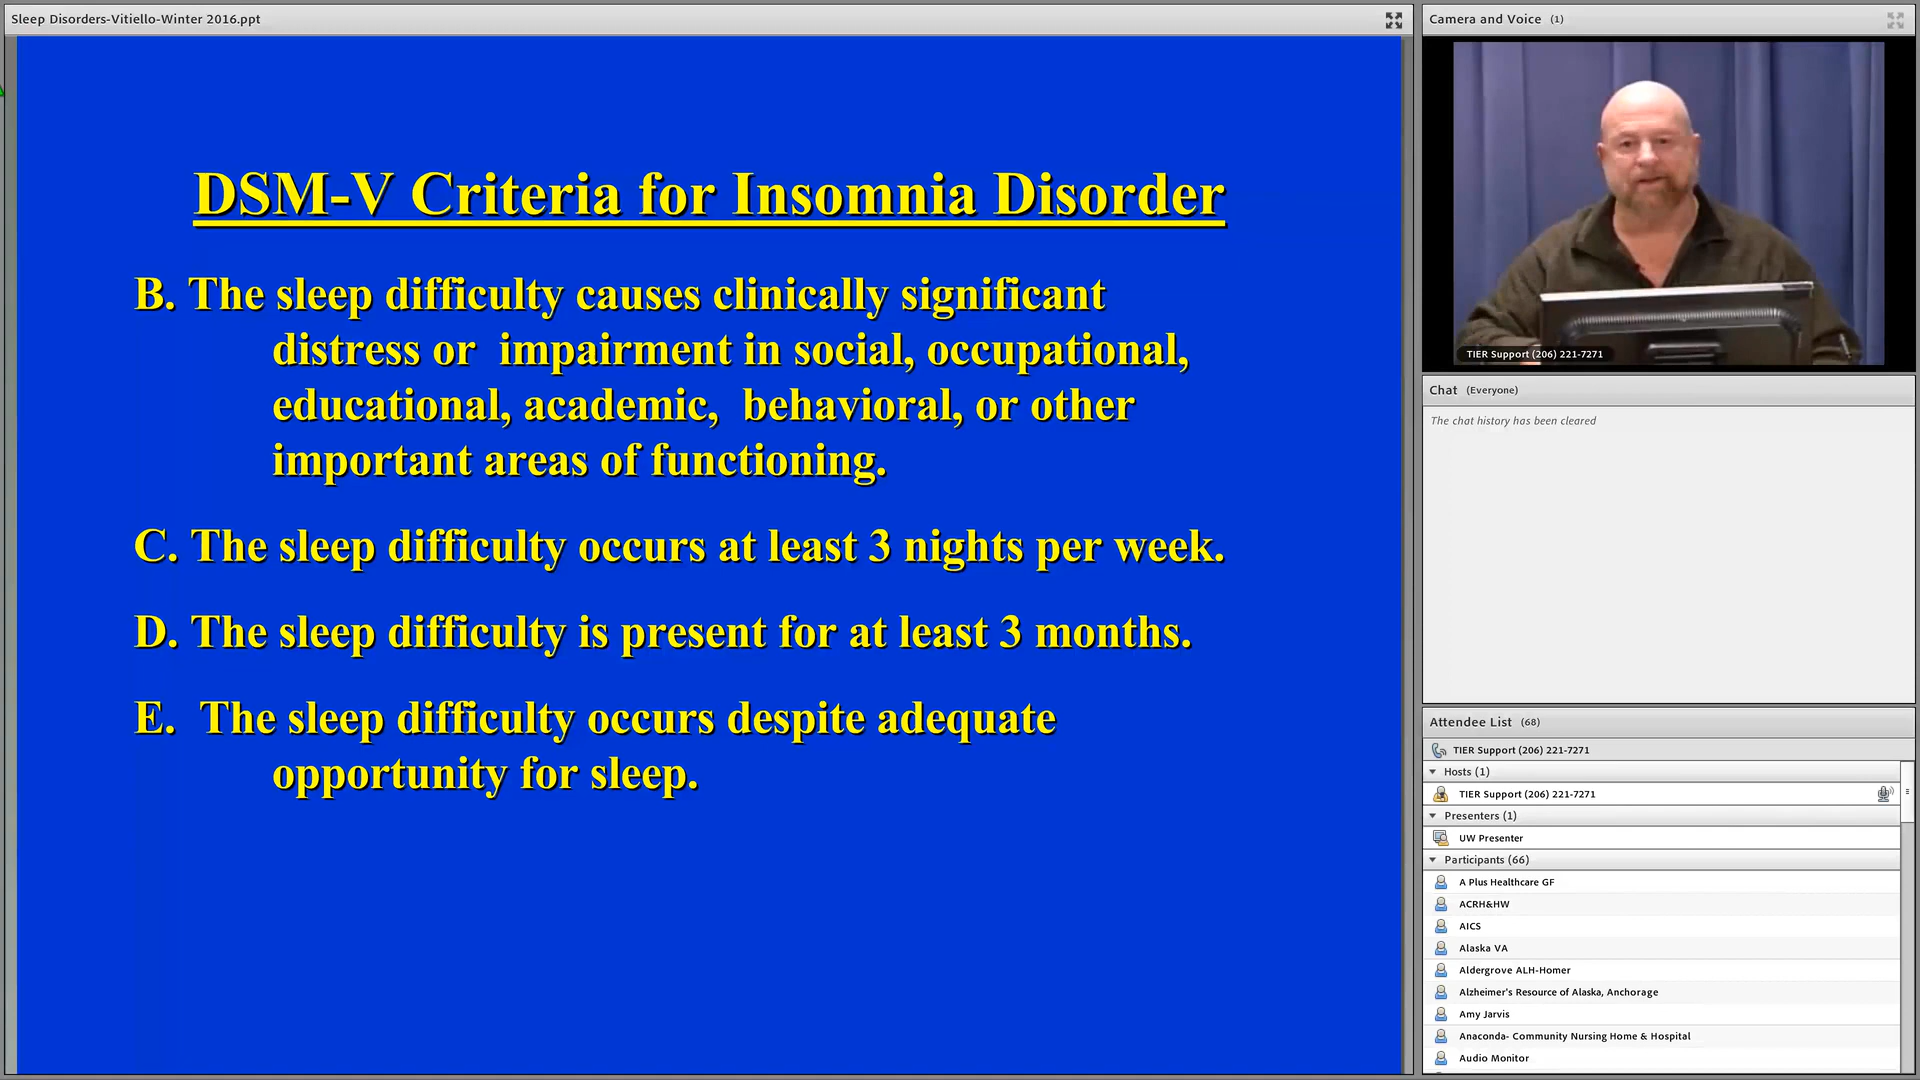 Sleep Disorders-Vitiello-Winter 2016.ppt
DSM-V Criteria for Insomnia Disorder
B. The sleep difficulty causes clinically significant
distress or impairment in social, occupational,
educational, academic, behavioral, or other
important areas of functioning.
C. The sleep difficulty occurs at least 3 nights per week.
D. The sleep difficulty is present for at least 3 months.
E. The sleep difficulty occurs despite adequate
opportunity for sleep.
Camera and Voice (1)
TIER Support (206) 221-7271
Chat (Everyone)
The chat history has been cleared
Attendee List (68)
TIER Support (206) 221-7271
Hosts (1)
TIER Support (206) 221-7271
Presenters (1)
UW Presenter
Participants (66)
A Plus Healthcare GF
ACRH&HW
AICS
Alaska VA
Aldergrove ALH-Homer
Alzheimer's Resource of Alaska, Anchorage
Amy Jarvis
Anaconda- Community Nursing Home & Hospital
Audio Monitor